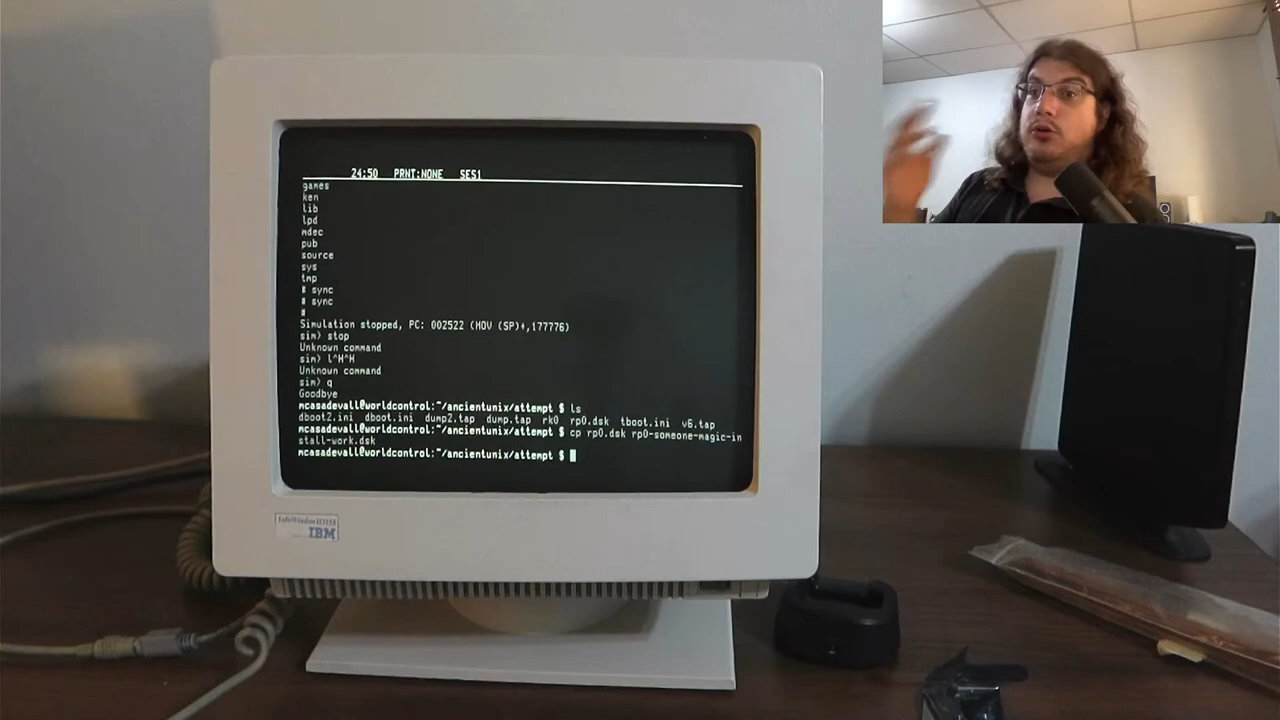 24:50 PRNT:NONE SES1
games
ken
lib
lpd
mdec
pub
source
sys
tmp
# sync
# sync
#
Simulation stopped, PC: 002522 (MOV (SP)+,177776)
sim> stop
Unknown command
sim> l^H^H
Unknown command
sim> q
Goodbye
mcasadevall@worldcontrol:~/ancientunix/attempt $ ls
dboot2.ini dboot.ini dump2.tap dump.tap rk0 rp0.dsk tboot.ini v6.tap
mcasadevall@worldcontrol:~/ancientunix/attempt $ cp rp0.dsk rp0-someone-magic-in
stall-work.dsk
mcasadevall@worldcontrol:~/ancientunix/attempt $
IBM